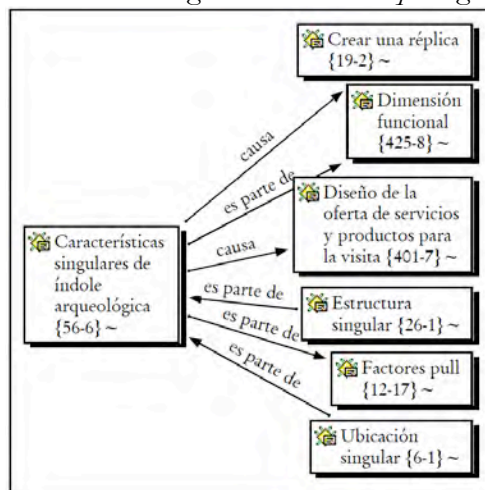 Crear una réplica
{19-2} ~
Dimensión
funcional
{425-8} ~
causa
es parte de
Diseño de la
oferta de servicios
y productos para
la visita {401-7} ~
Características
singulares de
índole
arqueológica
{56-6} ~
causa
es parte de
Estructura
singular {26-1} ~
es parte de
Factores pull
{12-17} ~
es parte de
Ubicación
singular {6-1} ~